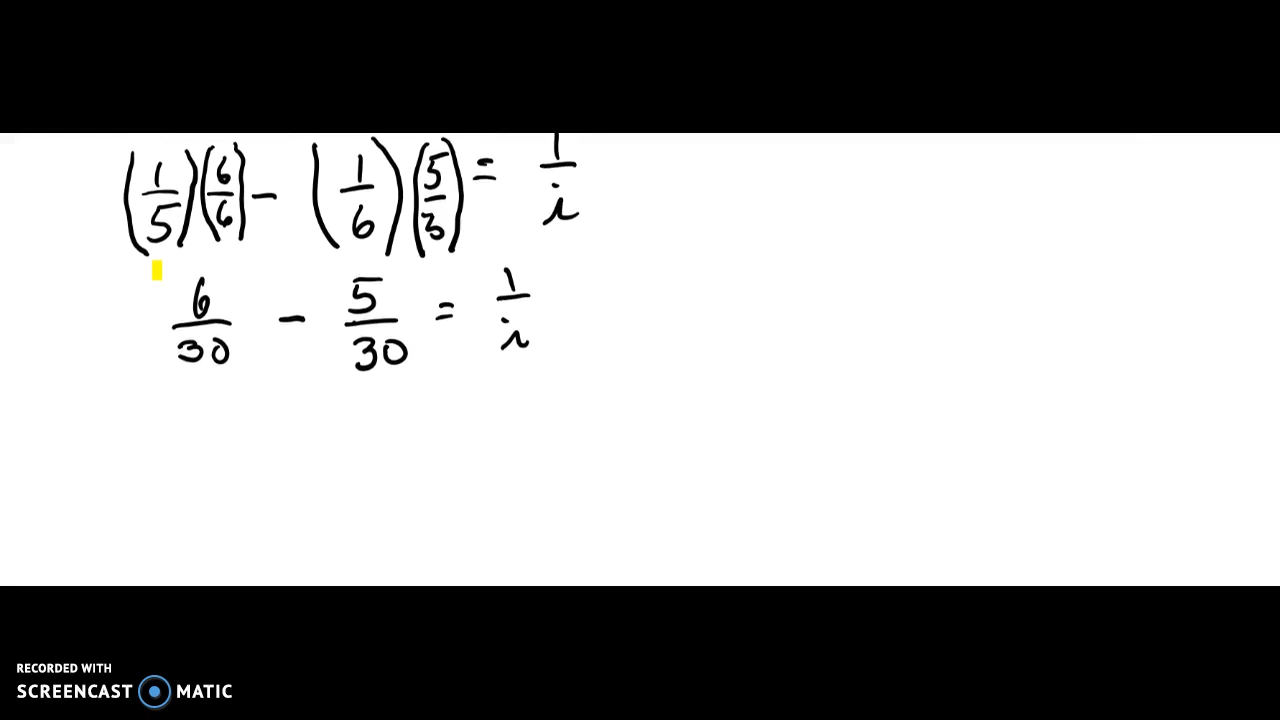 (1/5)(6/6) - (1/6)(5/5) = 1/i
6/30 - 5/30 = 1/i
RECORDED WITH
SCREENCAST MATIC